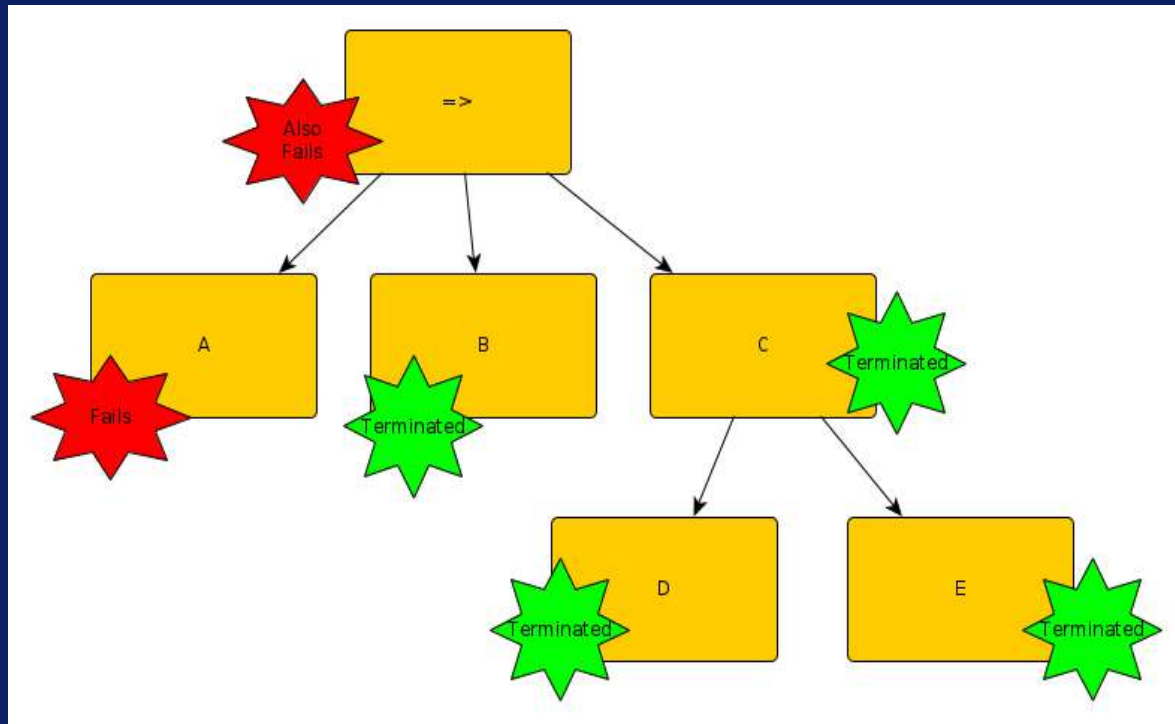 =>
Also
Fails
A
B
C
Terminated
Fails
Terminated
D
E
Terminated
Terminated